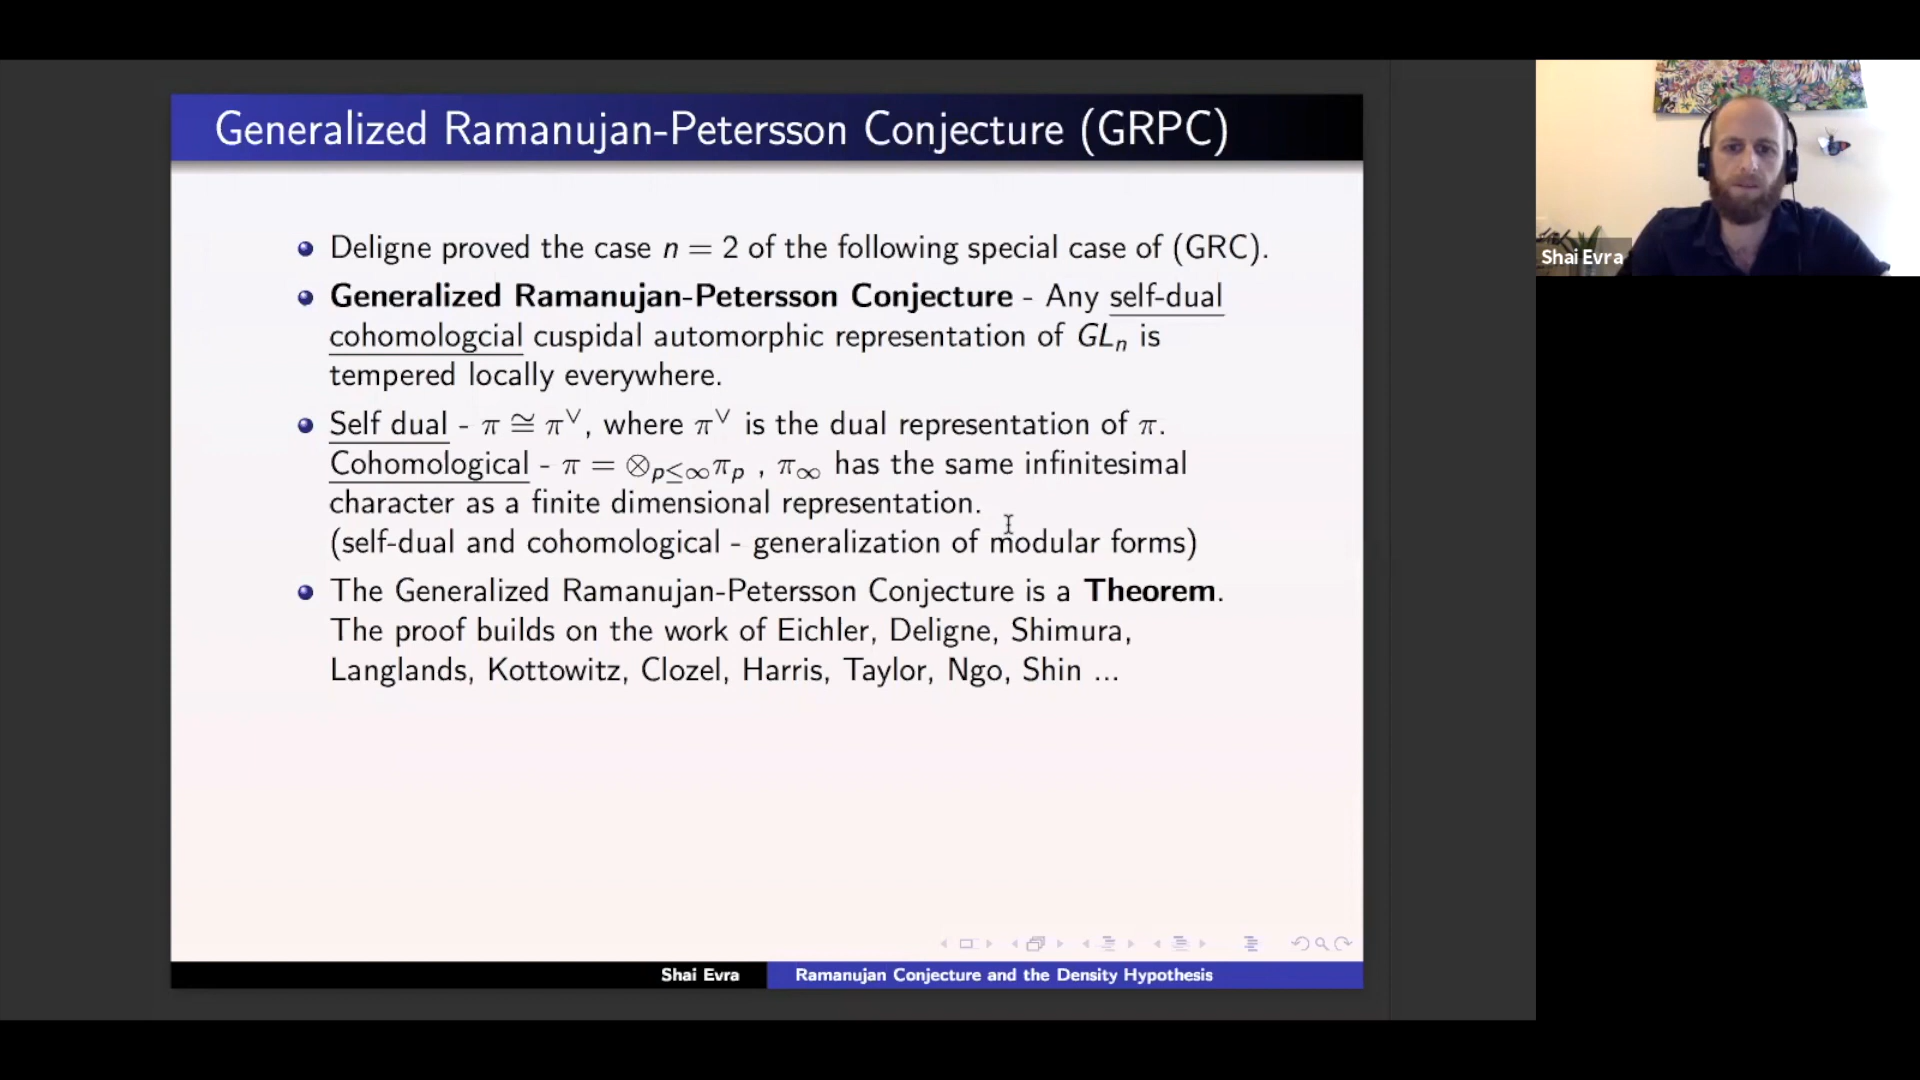 Generalized Ramanujan-Petersson Conjecture (GRPC)
Deligne proved the case n = 2 of the following special case of (GRC).
Generalized Ramanujan-Petersson Conjecture - Any self-dual
cohomologcial cuspidal automorphic representation of GLₙ is
tempered locally everywhere.
Self dual - π ≅ π^∨, where π^∨ is the dual representation of π.
Cohomological - π = ⊗_{p≤∞}π_p , π_∞ has the same infinitesimal
character as a finite dimensional representation.
(self-dual and cohomological - generalization of modular forms)
The Generalized Ramanujan-Petersson Conjecture is a Theorem.
The proof builds on the work of Eichler, Deligne, Shimura,
Langlands, Kottowitz, Clozel, Harris, Taylor, Ngo, Shin ...
Shai Evra
Ramanujan Conjecture and the Density Hypothesis
Shai Evra